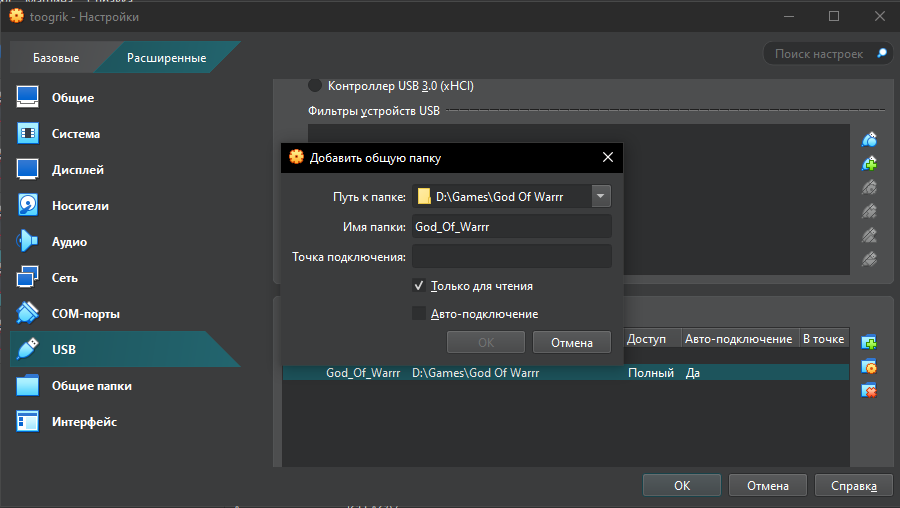 toogrik - Настройки
Базовые
Расширенные
Поиск настроек
Общие
Система
Дисплей
Носители
Аудио
Сеть
COM-порты
USB
Общие папки
Интерфейс
Контроллер USB 3.0 (xHCI)
Фильтры устройств USB
Добавить общую папку
Путь к папке: D:\Games\God Of Warrr
Имя папки: God_Of_Warrr
Точка подключения:
Только для чтения
Авто-подключение
OK Отмена
Доступ Авто-подключение В точке
God_Of_Warrr D:\Games\God Of Warrr Полный Да
OK Отмена Справка